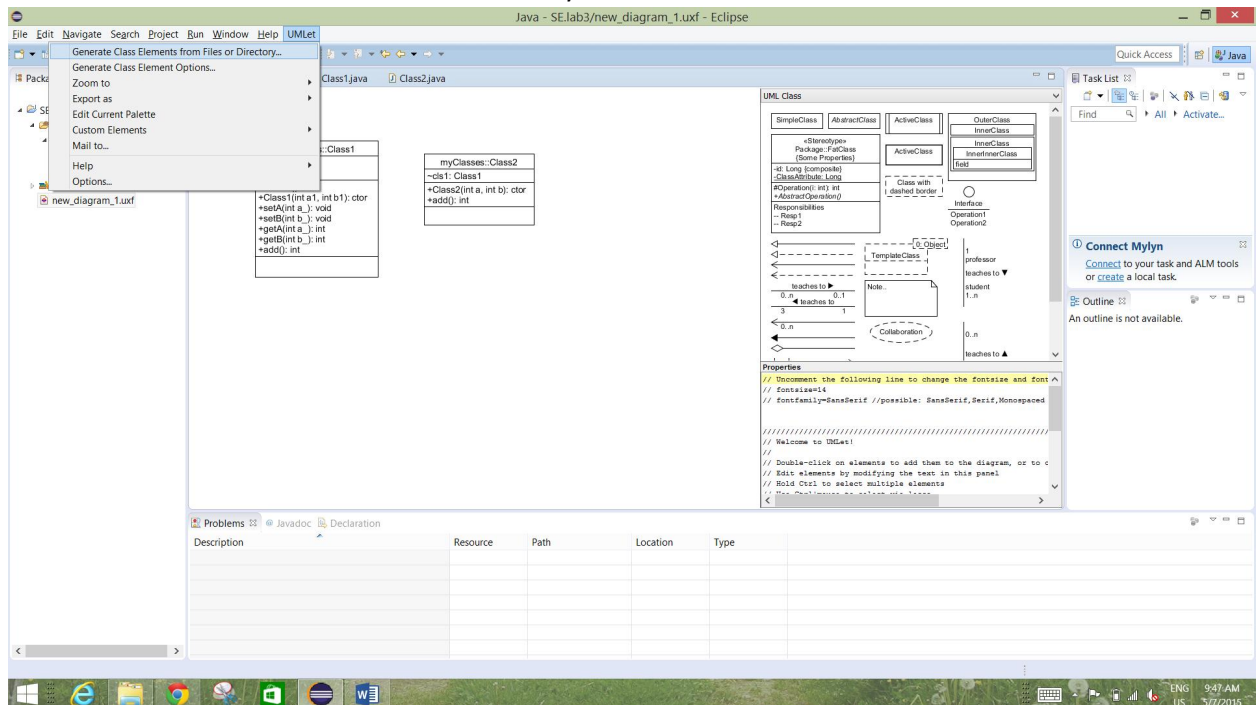 Java - SE.lab3/new_diagram_1.uxf - Eclipse
File Edit Navigate Search Project Run Window Help UMLet
Quick Access
Java
Generate Class Elements from Files or Directory...
Generate Class Element Options...
Zoom to
Export as
Edit Current Palette
Custom Elements
Mail to...
Help
Options...
Packa
SE
new_diagram_1.uxf
Class1.java
Class2.java
::Class1
+Class1(int a1, int b1): ctor
+setA(int a_): void
+setB(int b_): void
+getA(int a_): int
+getB(int b_): int
+add(): int
myClasses::Class2
~cls1: Class1
+Class2(int a, int b): ctor
+add(): int
UML Class
SimpleClass
AbstractClass
ActiveClass
OuterClass
InnerClass
InnerClass
InnerInnerClass
field
«Stereotype»
Package::FatClass
{Some Properties}
-id: Long {composite}
-ClassAttribute: Long
#Operation(i: int): int
+AbstractOperation()
Responsibilities
-- Resp1
-- Resp2
ActiveClass
Class with
dashed border
Interface
Operation1
Operation2
0: Object
TemplateClass
1
professor
teaches to ▼
student
1..n
teaches to ►
0..n 0..1
◄ teaches to
3 1
0..n
Note..
Collaboration
0..n
teaches to ▲
Properties
// Uncomment the following line to change the fontsize and font
// fontsize=14
// fontfamily=SansSerif //possible: SansSerif,Serif,Monospaced
////////////////////////////////////////////////////////////////
// Welcome to UMLet!
//
// Double-click on elements to add them to the diagram, or to c
// Edit elements by modifying the text in this panel
// Hold Ctrl to select multiple elements
Task List
Find
All
Activate...
Connect Mylyn
Connect to your task and ALM tools
or create a local task.
Outline
An outline is not available.
Problems
@ Javadoc
Declaration
Description Resource Path Location Type
ENG
US
9:47 AM
5/7/2015